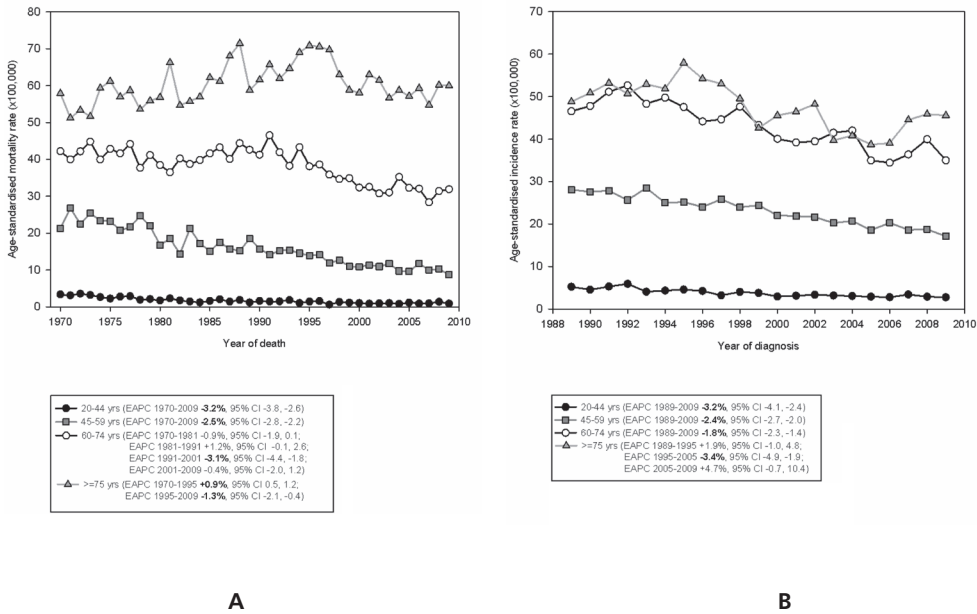 A
80
70
60
50
40
30
20
10
0
Age-standardised mortality rate (x100,000)
1970 1975 1980 1985 1990 1995 2000 2005 2010
Year of death
20-44 yrs (EAPC 1970-2009 -3.2%, 95% CI -3.8, -2.6)
45-59 yrs (EAPC 1970-2009 -2.5%, 95% CI -2.8, -2.2)
60-74 yrs (EAPC 1970-1981 -0.9%, 95% CI -1.9, 0.1;
EAPC 1981-1991 +1.2%, 95% CI -0.1, 2.6;
EAPC 1991-2001 -3.1%, 95% CI -4.4, -1.8;
EAPC 2001-2009 -0.4%, 95% CI -2.0, 1.2)
>=75 yrs (EAPC 1970-1995 +0.9%, 95% CI 0.5, 1.2;
EAPC 1995-2009 -1.3%, 95% CI -2.1, -0.4)
A
B
70
60
50
40
30
20
10
0
Age-standardised incidence rate (x100,000)
1988 1990 1992 1994 1996 1998 2000 2002 2004 2006 2008 2010
Year of diagnosis
20-44 yrs (EAPC 1989-2009 -3.2%, 95% CI -4.1, -2.4)
45-59 yrs (EAPC 1989-2009 -2.4%, 95% CI -2.7, -2.0)
60-74 yrs (EAPC 1989-2009 -1.8%, 95% CI -2.3, -1.4)
>=75 yrs (EAPC 1989-1995 +1.9%, 95% CI -1.0, 4.8;
EAPC 1995-2005 -3.4%, 95% CI -4.9, -1.9;
EAPC 2005-2009 +4.7%, 95% CI -0.7, 10.4)
B